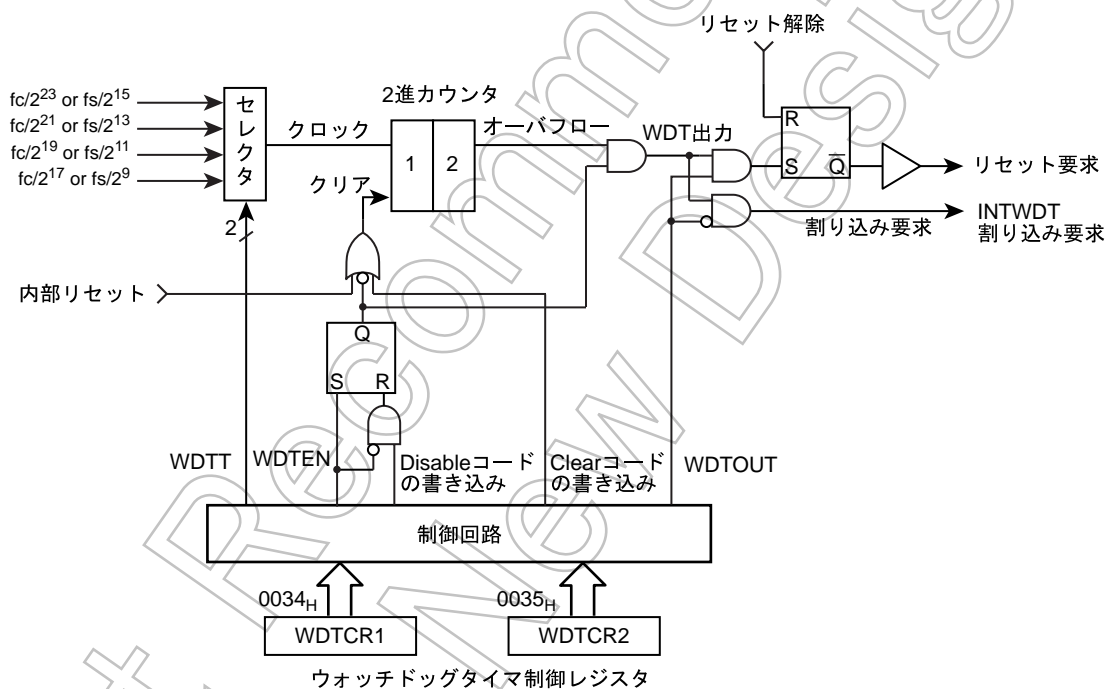 リセット解除
fc/2^23 or fs/2^15
fc/2^21 or fs/2^13
fc/2^19 or fs/2^11
fc/2^17 or fs/2^9
セレクタ
2進カウンタ
クロック
1
2
オーバフロー
クリア
WDT出力
R
S
Q̅
リセット要求
割り込み要求
INTWDT
割り込み要求
2
内部リセット
Q
S
R
WDTT
WDTEN
Disableコード
の書き込み
Clearコード
の書き込み
WDTOUT
制御回路
0034H
0035H
WDTCR1
WDTCR2
ウォッチドッグタイマ制御レジスタ